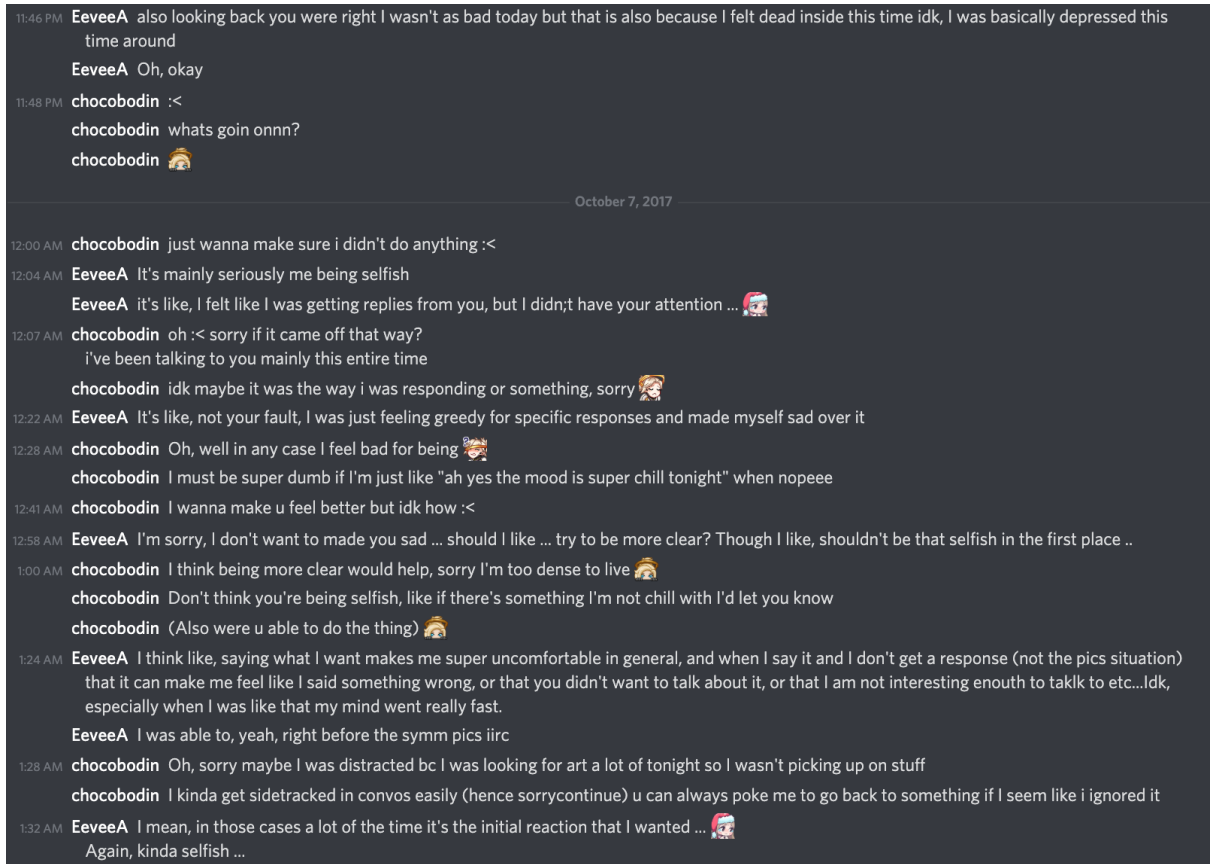 11:46 PM EeveeA also looking back you were right I wasn't as bad today but that is also because I felt dead inside this time idk, I was basically depressed this
time around
EeveeA Oh, okay
11:48 PM chocobodin :<
chocobodin whats goin onnn?
chocobodin
October 7, 2017
12:00 AM chocobodin just wanna make sure i didn't do anything :<
12:04 AM EeveeA It's mainly seriously me being selfish
EeveeA it's like, I felt like I was getting replies from you, but I didn;t have your attention ...
12:07 AM chocobodin oh :< sorry if it came off that way?
i've been talking to you mainly this entire time
chocobodin idk maybe it was the way i was responding or something, sorry
12:22 AM EeveeA It's like, not your fault, I was just feeling greedy for specific responses and made myself sad over it
12:28 AM chocobodin Oh, well in any case I feel bad for being
chocobodin I must be super dumb if I'm just like "ah yes the mood is super chill tonight" when nopeee
12:41 AM chocobodin I wanna make u feel better but idk how :<
12:58 AM EeveeA I'm sorry, I don't want to made you sad ... should I like ... try to be more clear? Though I like, shouldn't be that selfish in the first place ..
1:00 AM chocobodin I think being more clear would help, sorry I'm too dense to live
chocobodin Don't think you're being selfish, like if there's something I'm not chill with I'd let you know
chocobodin (Also were u able to do the thing)
1:24 AM EeveeA I think like, saying what I want makes me super uncomfortable in general, and when I say it and I don't get a response (not the pics situation)
that it can make me feel like I said something wrong, or that you didn't want to talk about it, or that I am not interesting enouth to taklk to etc...Idk,
especially when I was like that my mind went really fast.
EeveeA I was able to, yeah, right before the symm pics iirc
1:28 AM chocobodin Oh, sorry maybe I was distracted bc I was looking for art a lot of tonight so I wasn't picking up on stuff
chocobodin I kinda get sidetracked in convos easily (hence sorrycontinue) u can always poke me to go back to something if I seem like i ignored it
1:32 AM EeveeA I mean, in those cases a lot of the time it's the initial reaction that I wanted ...
Again, kinda selfish ...